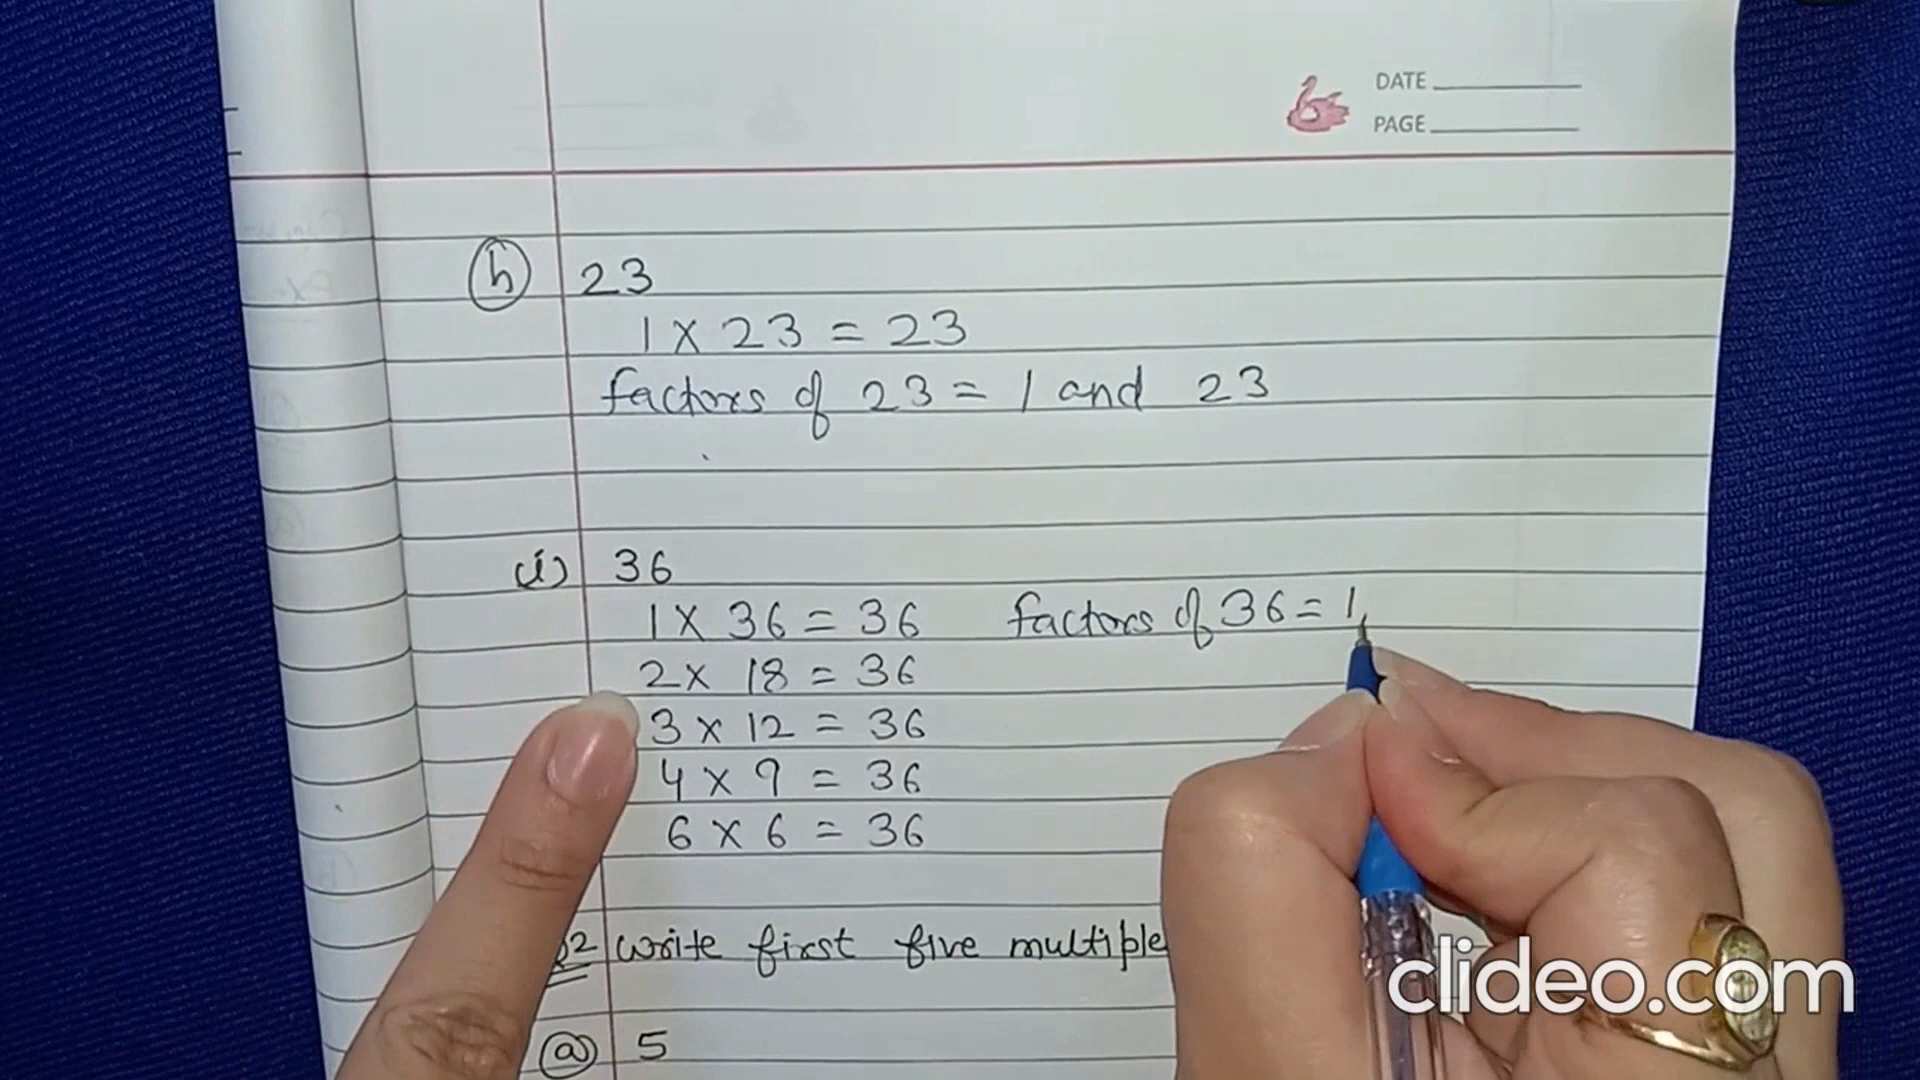 DATE
PAGE
(h) 23
1 × 23 = 23
factors of 23 = 1 and 23
(i) 36
1 × 36 = 36 factors of 36 = 1,
2 × 18 = 36
3 × 12 = 36
4 × 9 = 36
6 × 6 = 36
Q2 write first five multiple
(a) 5
clideo.com